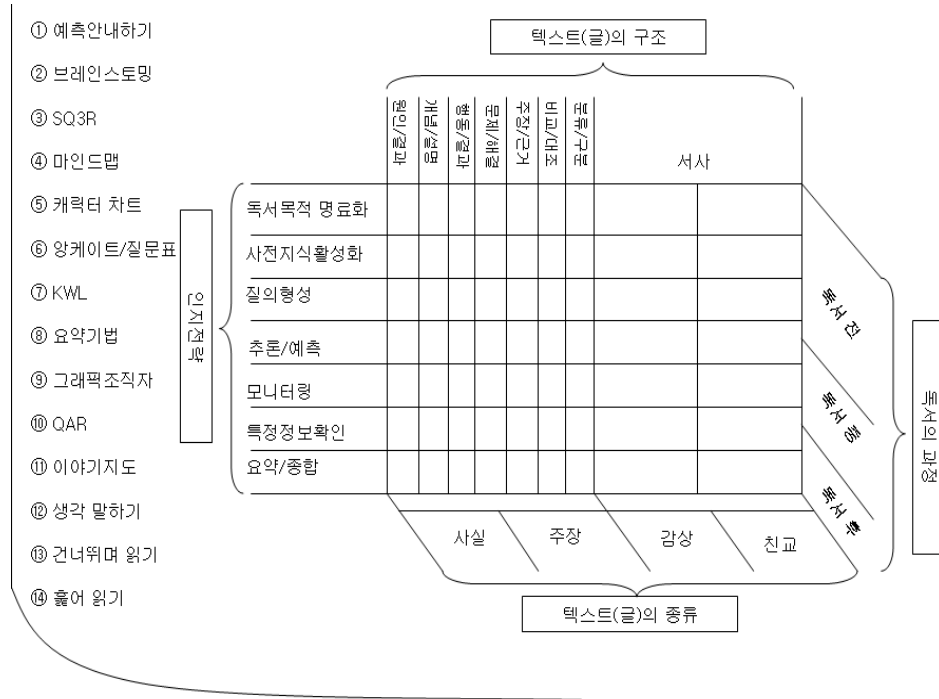 ① 예측안내하기
② 브레인스토밍
③ SQ3R
④ 마인드맵
⑤ 캐릭터 차트
⑥ 앙케이트/질문표
⑦ KWL
⑧ 요약기법
⑨ 그래픽조직자
⑩ QAR
⑪ 이야기지도
⑫ 생각 말하기
⑬ 건너뛰며 읽기
⑭ 훑어 읽기
텍스트(글)의 구조
원인/결과
개념/설명
행동/결과
문제/해결
주장/근거
비교/대조
분류/구분
서사
인지전략
독서목적 명료화
사전지식활성화
질의형성
추론/예측
모니터링
특정정보확인
요약/종합
독서 전
독서 중
독서 후
독서의 과정
사실
주장
감상
친교
텍스트(글)의 종류